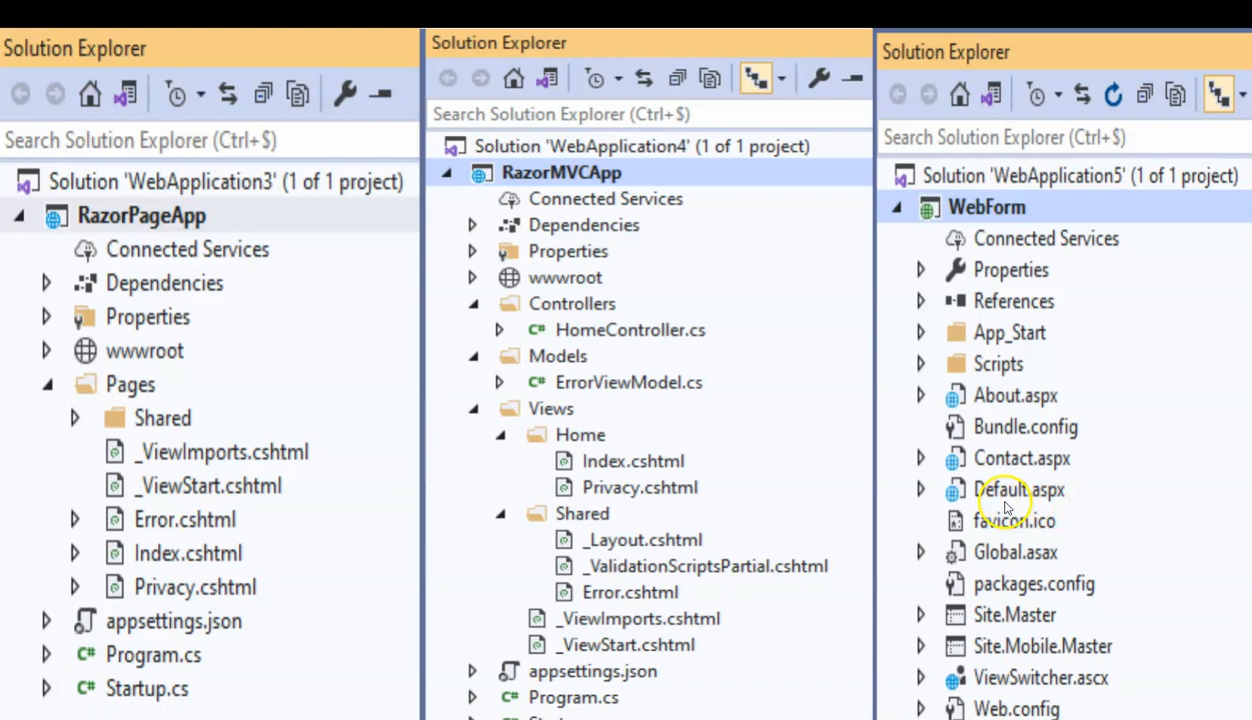 Solution Explorer
Search Solution Explorer (Ctrl+$)
Solution 'WebApplication3' (1 of 1 project)
RazorPageApp
Connected Services
Dependencies
Properties
wwwroot
Pages
Shared
_ViewImports.cshtml
_ViewStart.cshtml
Error.cshtml
Index.cshtml
Privacy.cshtml
appsettings.json
C# Program.cs
C# Startup.cs
Solution Explorer
Search Solution Explorer (Ctrl+$)
Solution 'WebApplication4' (1 of 1 project)
RazorMVCApp
Connected Services
Dependencies
Properties
wwwroot
Controllers
C# HomeController.cs
Models
C# ErrorViewModel.cs
Views
Home
Index.cshtml
Privacy.cshtml
Shared
_Layout.cshtml
_ValidationScriptsPartial.cshtml
Error.cshtml
_ViewImports.cshtml
_ViewStart.cshtml
appsettings.json
C# Program.cs
Solution Explorer
Search Solution Explorer (Ctrl+$)
Solution 'WebApplication5' (1 of 1 project)
WebForm
Connected Services
Properties
References
App_Start
Scripts
About.aspx
Bundle.config
Contact.aspx
Default.aspx
favicon.ico
Global.asax
packages.config
Site.Master
Site.Mobile.Master
ViewSwitcher.ascx
Web.config